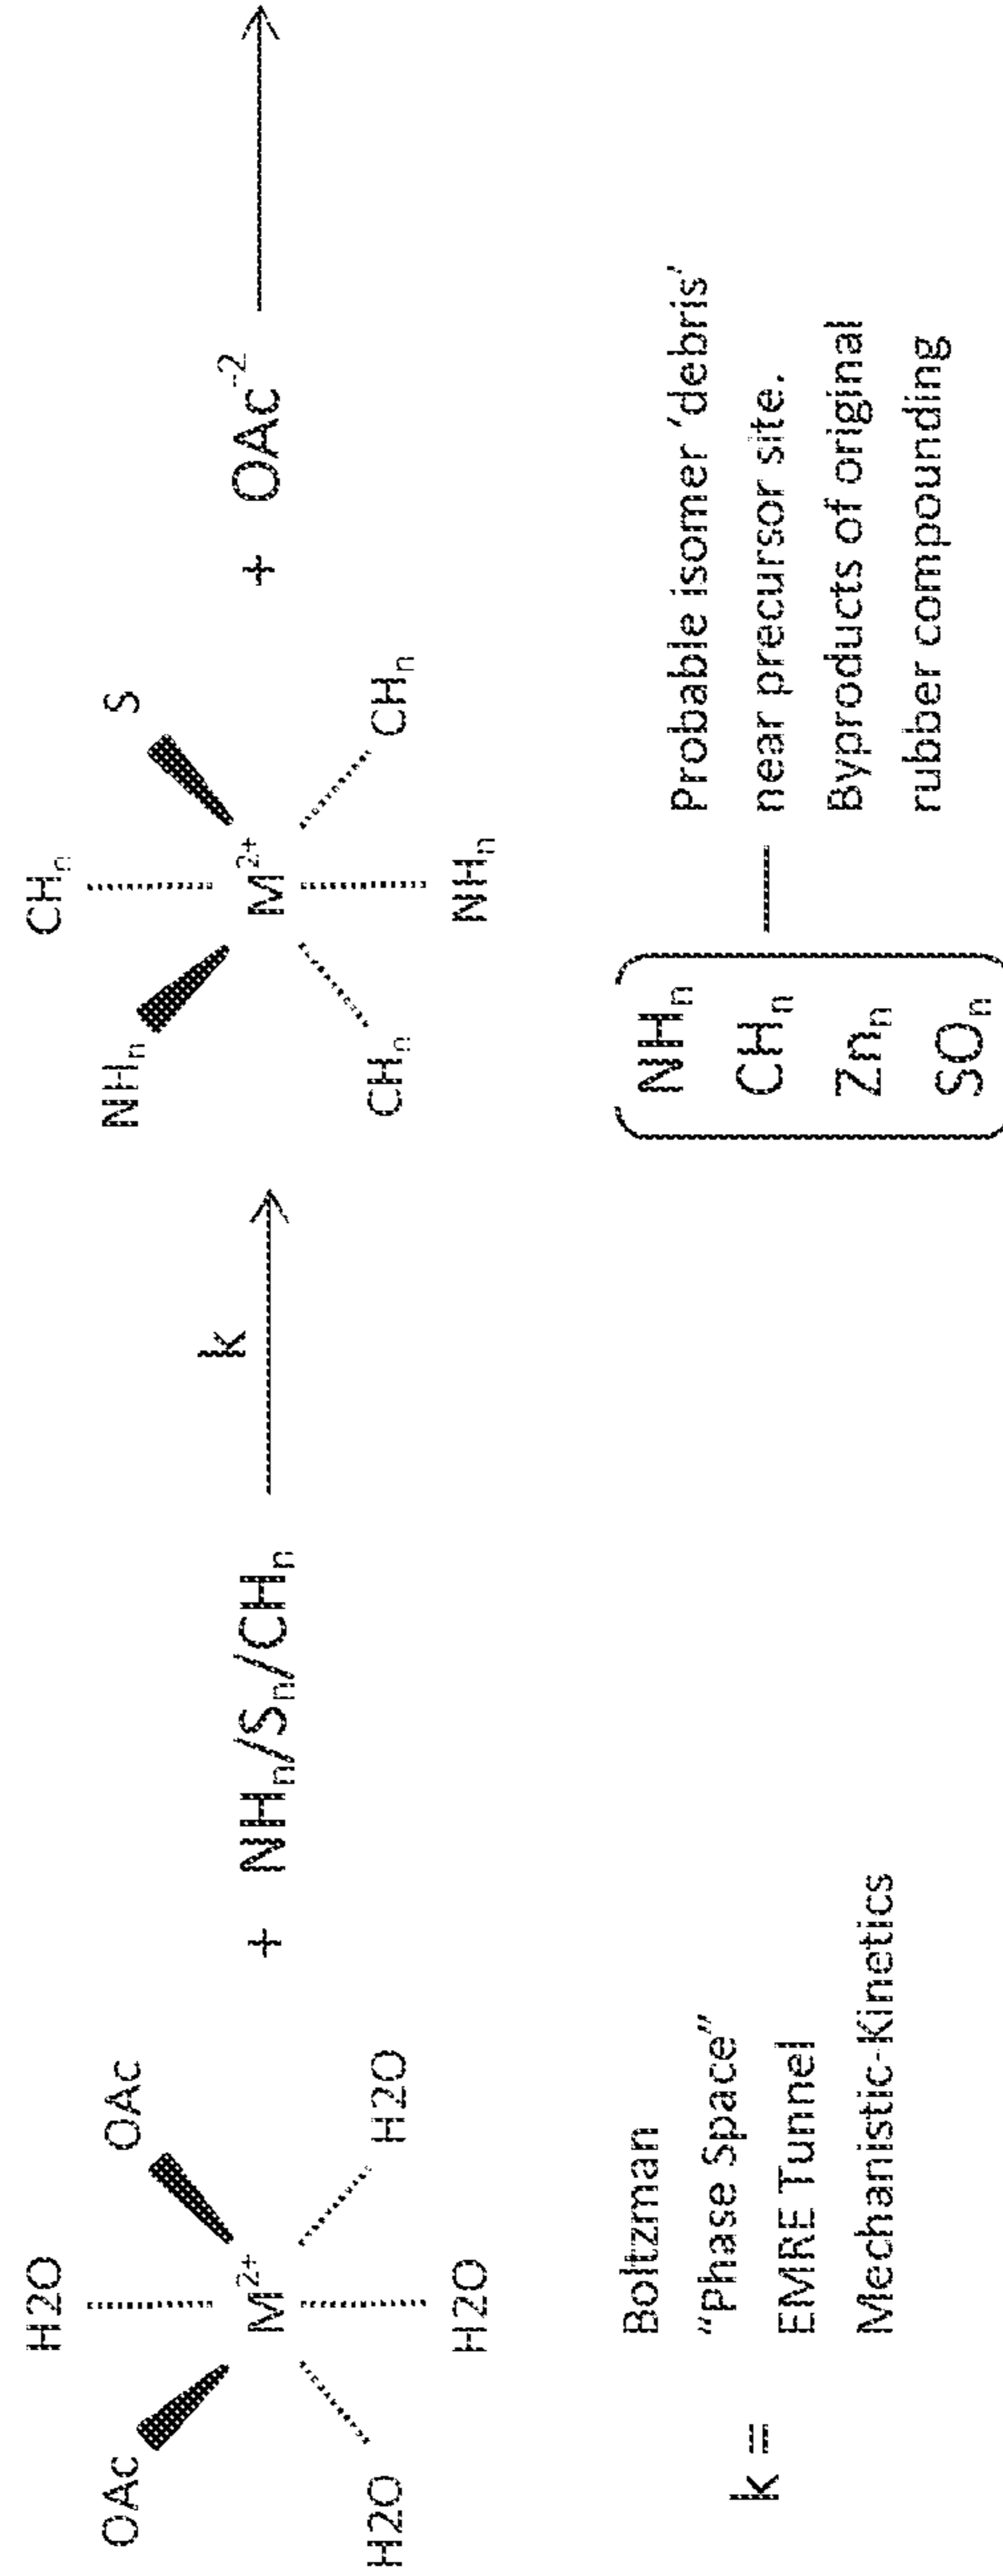 H2O
OAc
OAc
M²⁺
H2O
H2O
H2O
+ NHₙ/Sₙ/CHₙ
k
CHₙ
NHₙ
S
M²⁺
CHₙ
CHₙ
NHₙ
+ OAc⁻²
k =
Boltzman
"Phase Space"
EMRE Tunnel
Mechanistic-Kinetics
NHₙ
CHₙ
Znₙ
SOₙ
Probable isomer ‘debris’
near precursor site.
Byproducts of original
rubber compounding